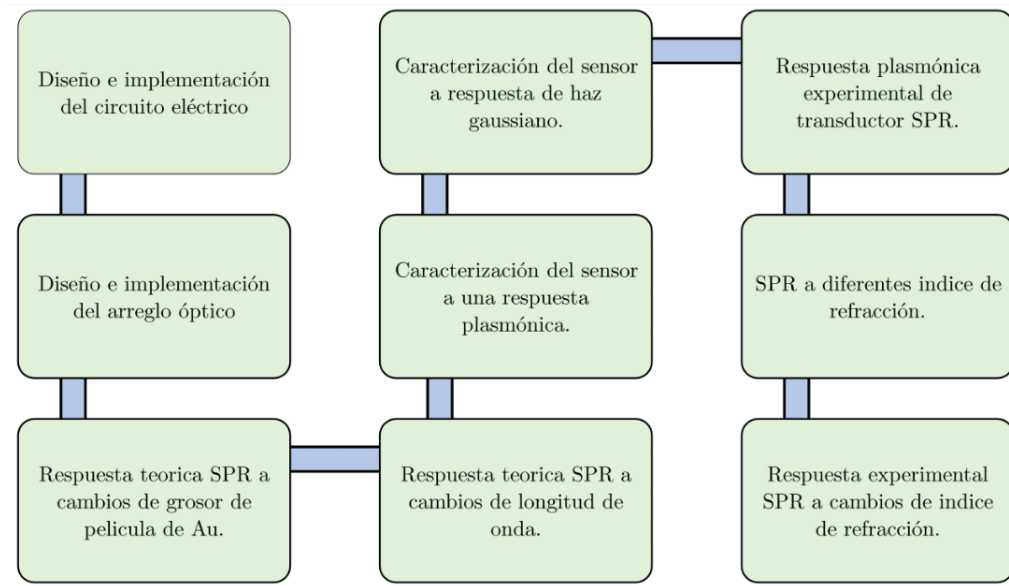 Diseño e implementación
del circuito eléctrico
Diseño e implementación
del arreglo óptico
Respuesta teorica SPR a
cambios de grosor de
pelicula de Au.
Respuesta teorica SPR a
cambios de longitud de
onda.
Caracterización del sensor
a una respuesta
plasmónica.
Caracterización del sensor
a respuesta de haz
gaussiano.
Respuesta plasmónica
experimental de
transductor SPR.
SPR a diferentes indice de
refracción.
Respuesta experimental
SPR a cambios de indice
de refracción.